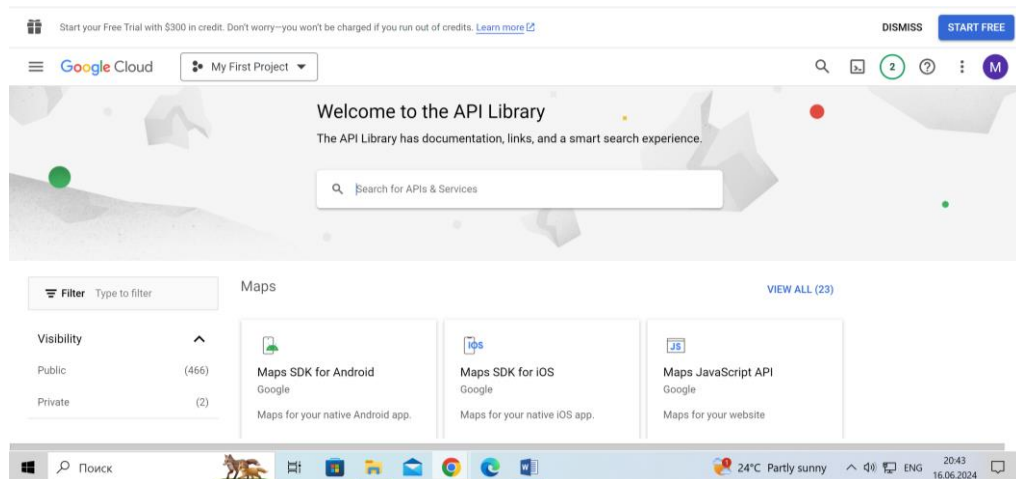 Start your Free Trial with $300 in credit. Don't worry—you won't be charged if you run out of credits. Learn more
DISMISS
START FREE
Google Cloud
My First Project
2
M
Welcome to the API Library
The API Library has documentation, links, and a smart search experience.
Search for APIs & Services
Filter Type to filter
Maps
VIEW ALL (23)
Visibility
Public (466)
Private (2)
Maps SDK for Android
Google
Maps for your native Android app.
iOS
Maps SDK for iOS
Google
Maps for your native iOS app.
JS
Maps JavaScript API
Google
Maps for your website
Поиск
24°C Partly sunny
ENG
20:43
16.06.2024